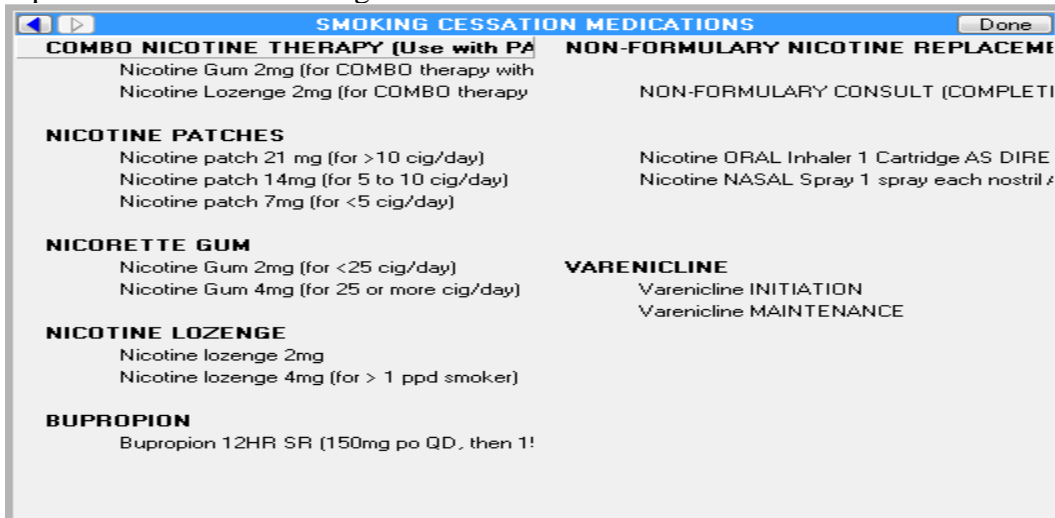 SMOKING CESSATION MEDICATIONS
Done
COMBO NICOTINE THERAPY (Use with PA
Nicotine Gum 2mg (for COMBO therapy with
Nicotine Lozenge 2mg (for COMBO therapy
NICOTINE PATCHES
Nicotine patch 21 mg (for >10 cig/day)
Nicotine patch 14mg (for 5 to 10 cig/day)
Nicotine patch 7mg (for <5 cig/day)
NICORETTE GUM
Nicotine Gum 2mg (for <25 cig/day)
Nicotine Gum 4mg (for 25 or more cig/day)
NICOTINE LOZENGE
Nicotine lozenge 2mg
Nicotine lozenge 4mg (for > 1 ppd smoker)
BUPROPION
Bupropion 12HR SR (150mg po QD, then
NON-FORMULARY NICOTINE REPLACEME
NON-FORMULARY CONSULT (COMPLETI
Nicotine ORAL Inhaler 1 Cartridge AS DIRE
Nicotine NASAL Spray 1 spray each nostril
VARENICLINE
Varenicline INITIATION
Varenicline MAINTENANCE